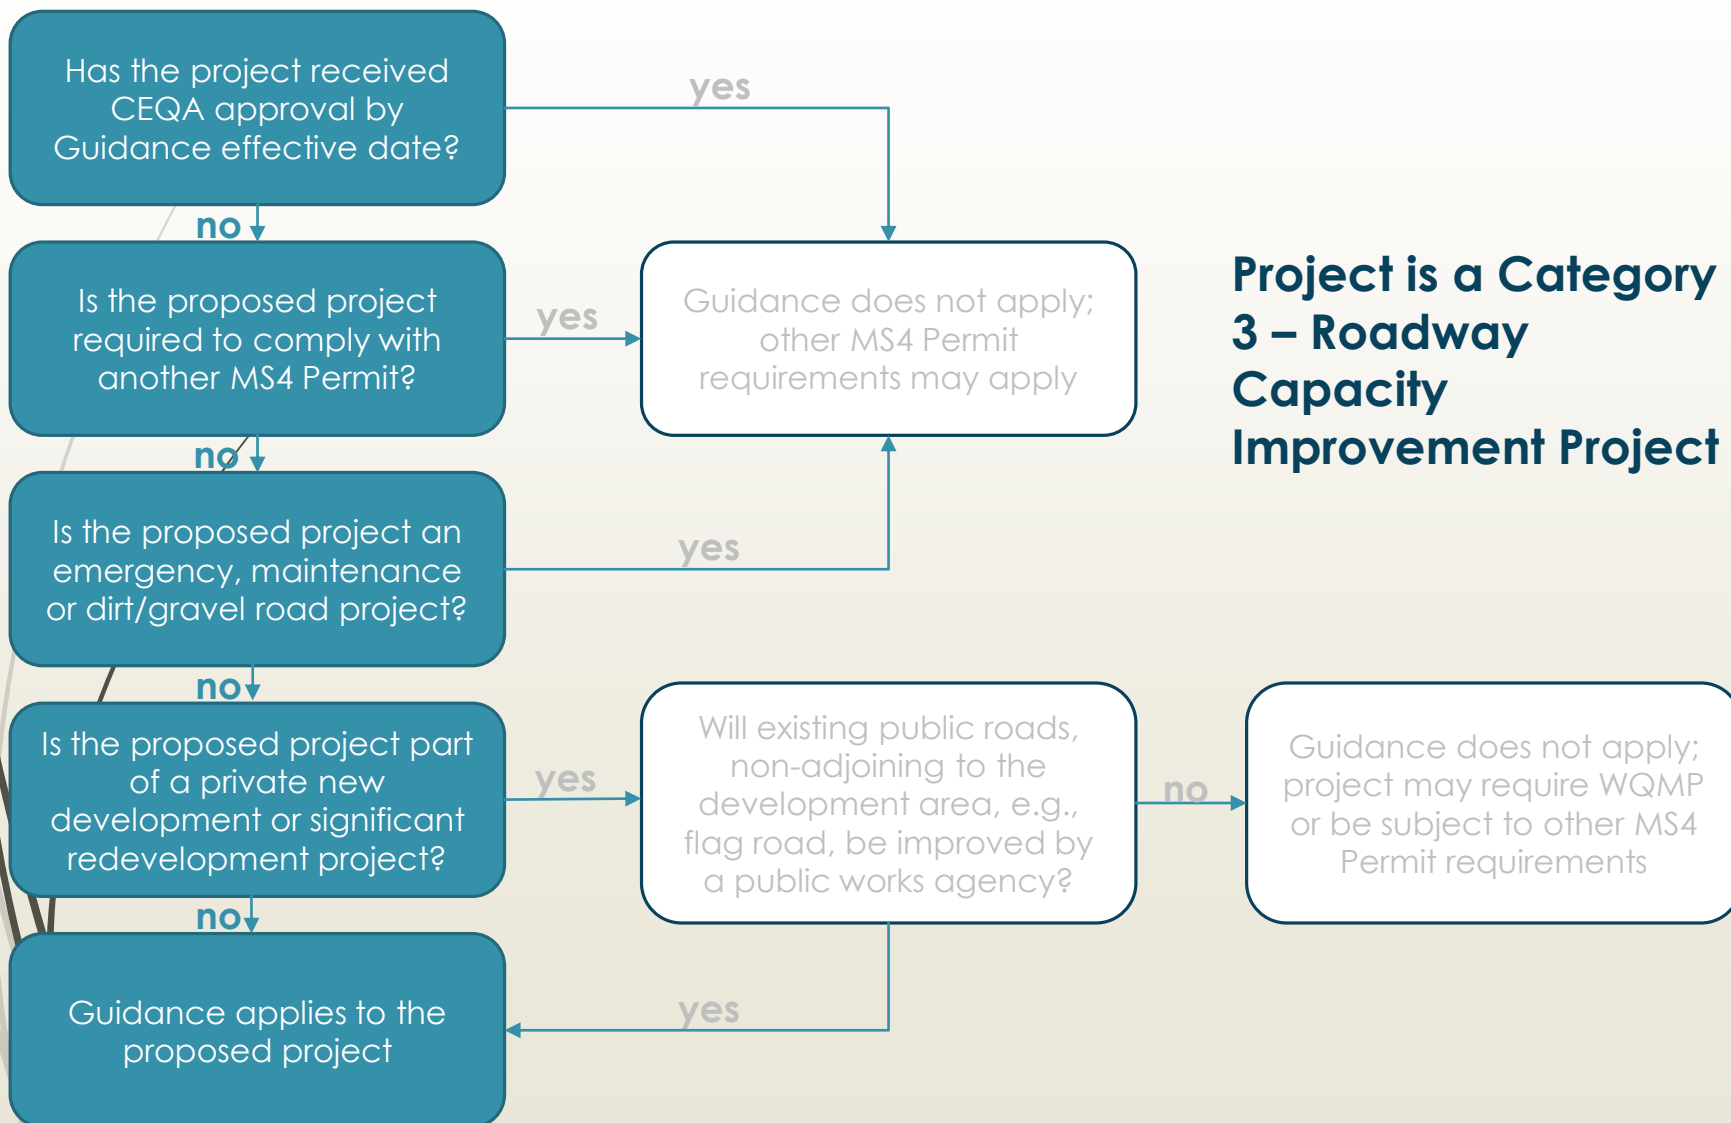 Has the project received
CEQA approval by
Guidance effective date?
yes
no
Is the proposed project
required to comply with
another MS4 Permit?
yes
Guidance does not apply;
other MS4 Permit
requirements may apply
Project is a Category
3 – Roadway
Capacity
Improvement Project
no
Is the proposed project an
emergency, maintenance
or dirt/gravel road project?
yes
no
Is the proposed project part
of a private new
development or significant
redevelopment project?
yes
Will existing public roads,
non-adjoining to the
development area, e.g.,
flag road, be improved by
a public works agency?
no
Guidance does not apply;
project may require WQMP
or be subject to other MS4
Permit requirements
no
yes
Guidance applies to the
proposed project